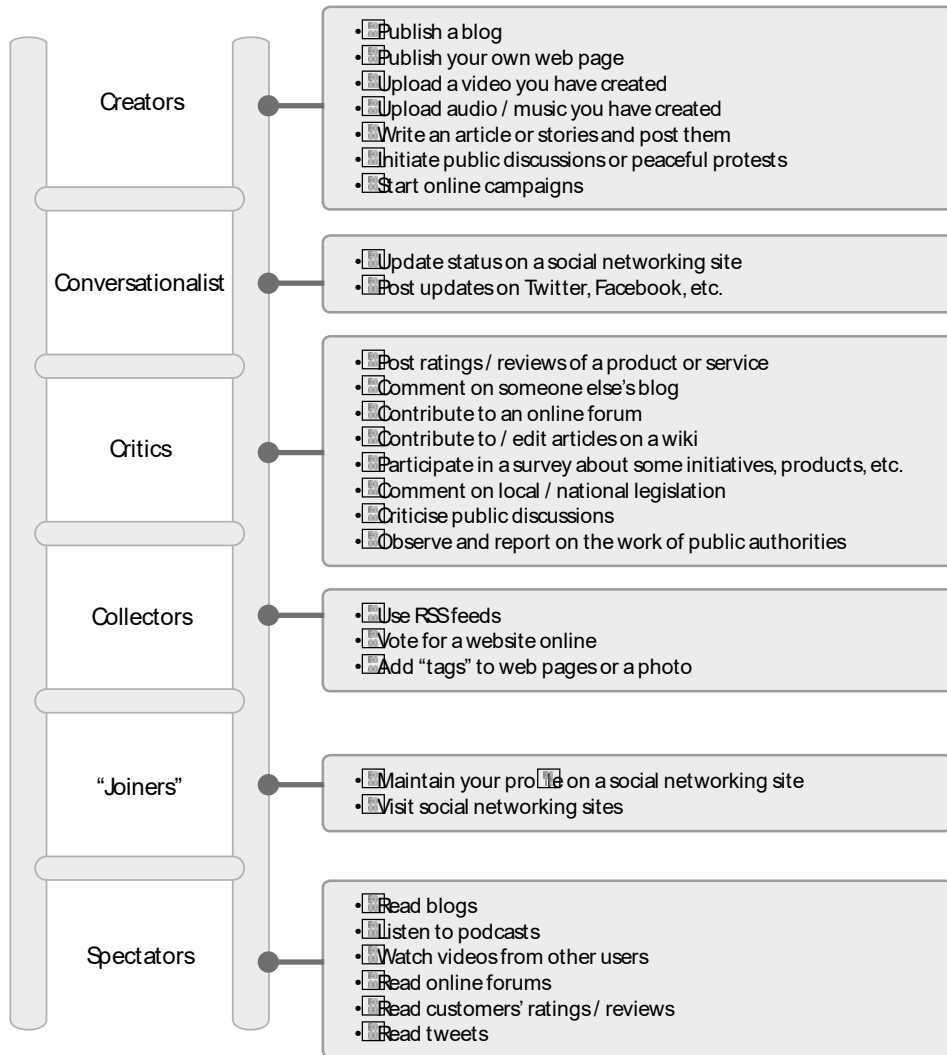 Creators
• Publish a blog
• Publish your own web page
• Upload a video you have created
• Upload audio / music you have created
• Write an article or stories and post them
• Initiate public discussions or peaceful protests
• Start online campaigns
Conversationalist
• Update status on a social networking site
• Post updates on Twitter, Facebook, etc.
Critics
• Post ratings / reviews of a product or service
• Comment on someone else’s blog
• Contribute to an online forum
• Contribute to / edit articles on a wiki
• Participate in a survey about some initiatives, products, etc.
• Comment on local / national legislation
• Criticise public discussions
• Observe and report on the work of public authorities
Collectors
• Use RSS feeds
• Vote for a website online
• Add “tags” to web pages or a photo
“Joiners”
• Maintain your on a social networking site
• Visit social networking sites
Spectators
• Read blogs
• Listen to podcasts
• Watch videos from other users
• Read online forums
• Read customers’ ratings / reviews
• Read tweets